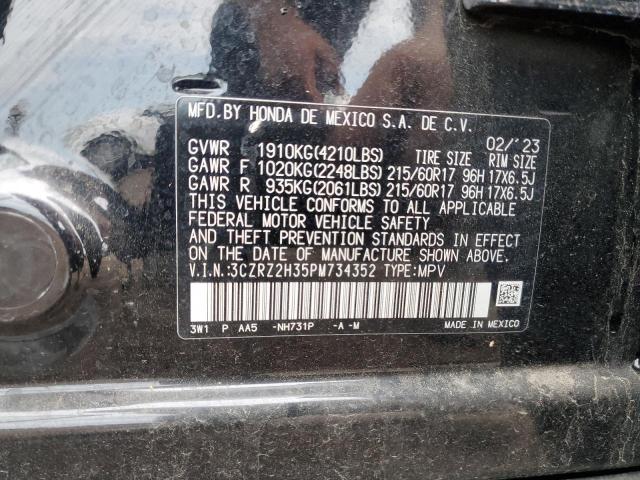 MFD.BY HONDA DE MEXICO S.A. DE C.V.
02/'23
GVWR 1910KG(4210LBS) TIRE SIZE RIM SIZE
GAWR F 1020KG(2248LBS) 215/60R17 96H 17X6.5J
GAWR R 935KG(2061LBS) 215/60R17 96H 17X6.5J
THIS VEHICLE CONFORMS TO ALL APPLICABLE
FEDERAL MOTOR VEHICLE SAFETY
AND THEFT PREVENTION STANDARDS IN EFFECT
ON THE DATE OF MANUFACTURE SHOWN ABOVE.
V.I.N.:3CZRZ2H35PM734352 TYPE:MPV
3W1 P AA5 -NH731P -A-M MADE IN MEXICO